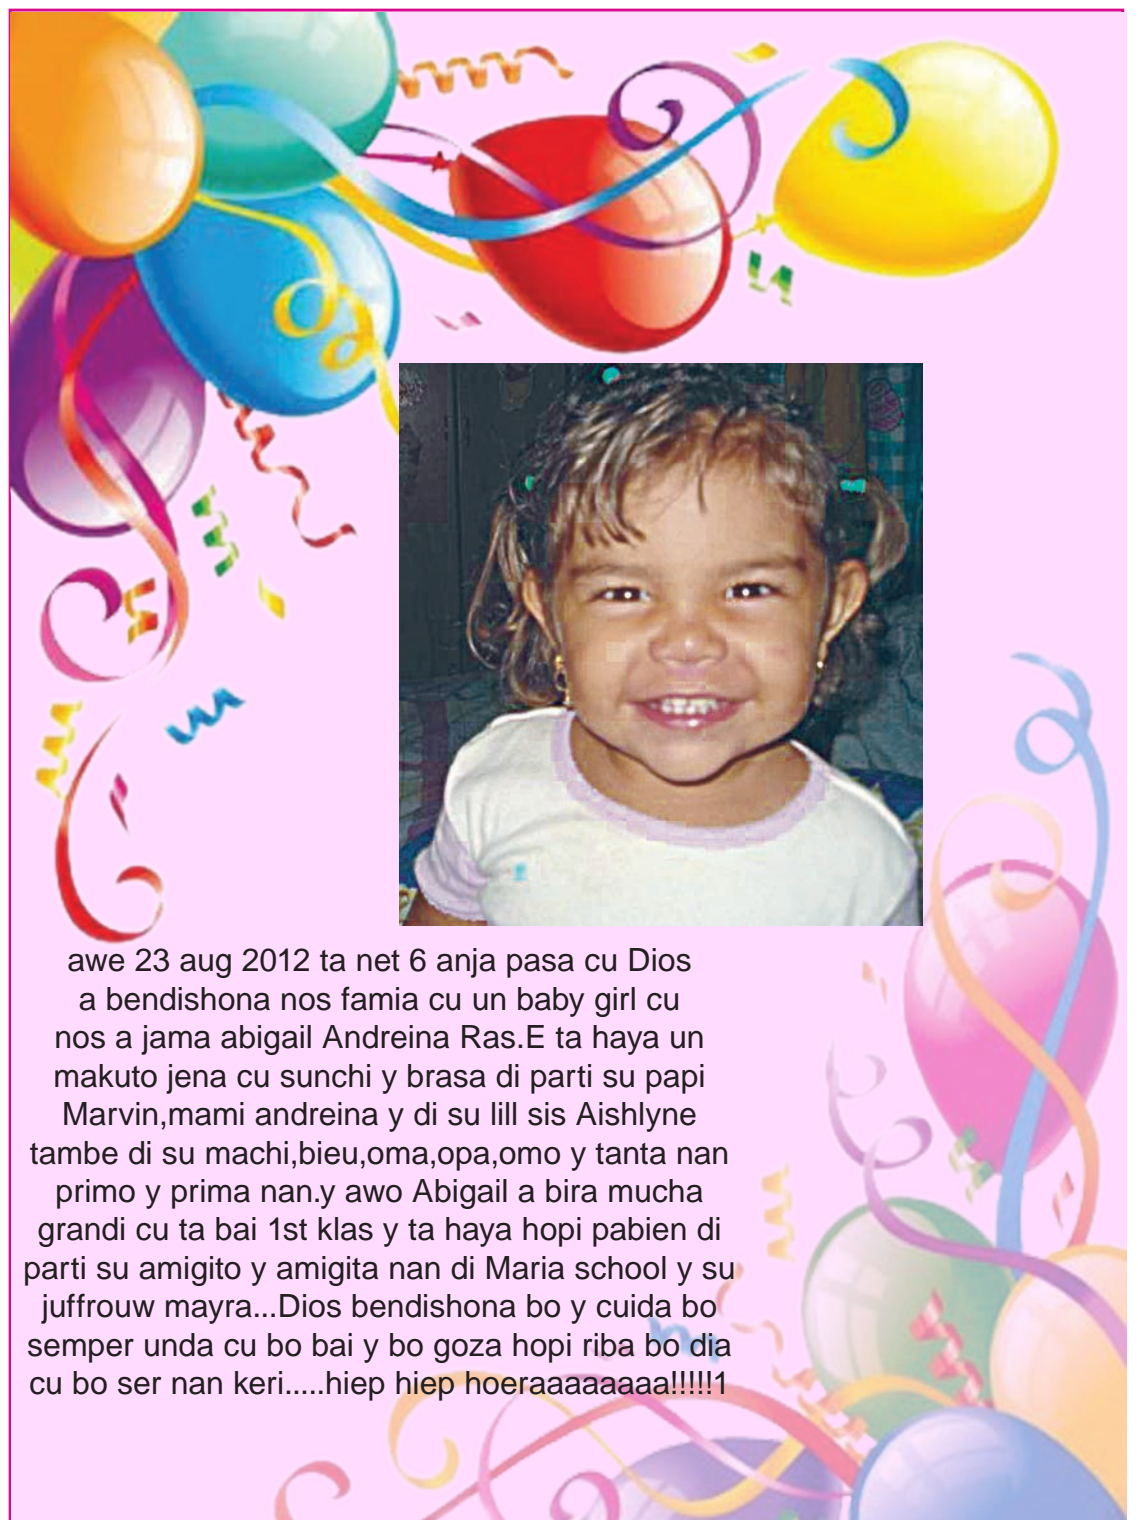 awe 23 aug 2012 ta net 6 anja pasa cu Dios
a bendishona nos famia cu un baby girl cu
nos a jama abigail Andreina Ras.E ta haya un
makuto jena cu sunchi y brasa di parti su papi
Marvin,mami andreina y di su lill sis Aishlyne
tambe di su machi,bieu,oma,opa,omo y tanta nan
primo y prima nan.y awo Abigail a bira mucha
grandi cu ta bai 1st klas y ta haya hopi pabien di
parti su amigito y amigita nan di Maria school y su
juffrouw mayra...Dios bendishona bo y cuida bo
semper unda cu bo bai y bo goza hopi riba bo dia
cu bo ser nan keri.....hiep hiep hoeraaaaaaaa!!!!!1